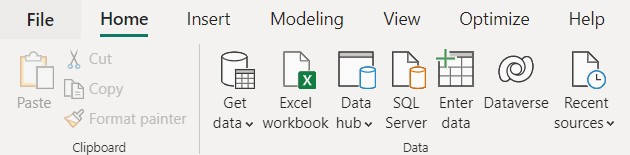 File Home Insert Modeling View Optimize Help
Paste
Cut
Copy
Format painter
Clipboard
Get data
Excel workbook
Data hub
SQL Server
Enter data
Dataverse
Recent sources
Data